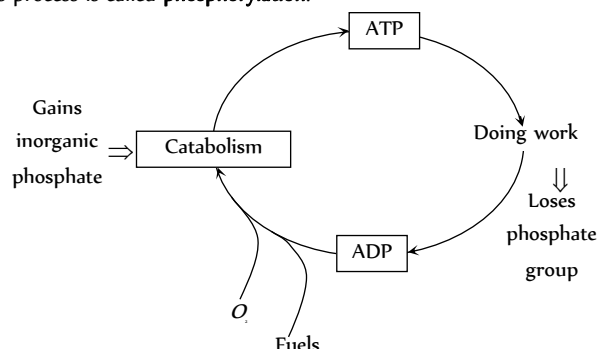 process is called phosphorylation.
ATP
Gains
inorganic
phosphate
⇒
Catabolism
Doing work
⇓
Loses
phosphate
group
ADP
O₂
Fuels